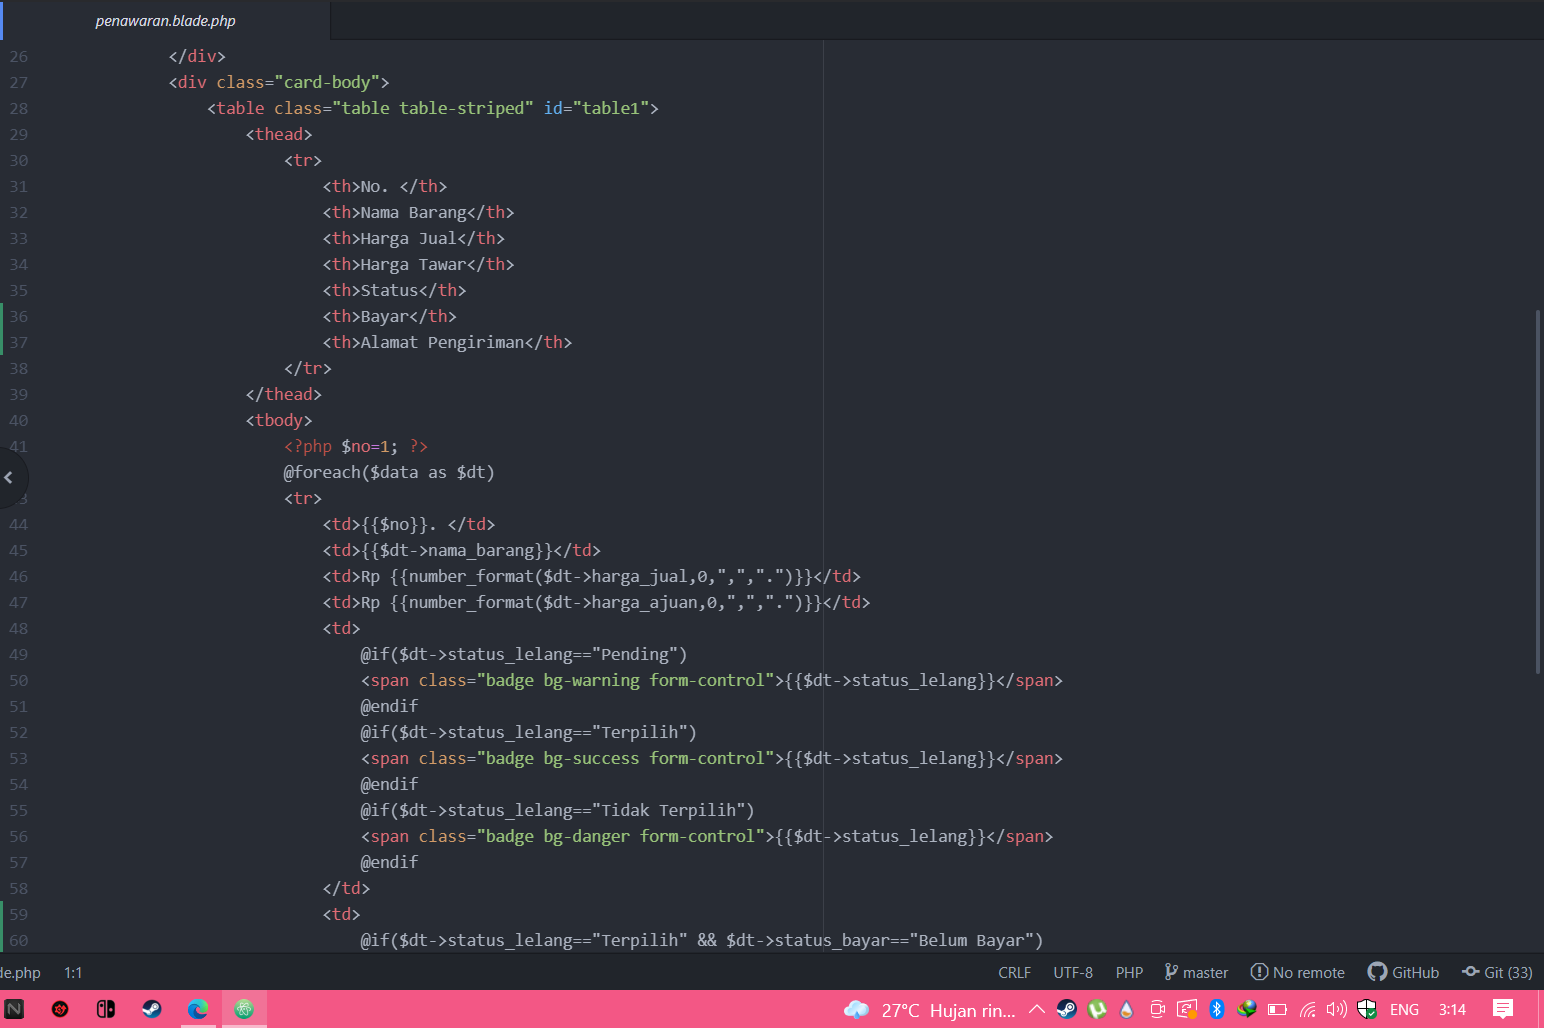 penawaran.blade.php
26 </div>
27 <div class="card-body">
28 <table class="table table-striped" id="table1">
29 <thead>
30 <tr>
31 <th>No. </th>
32 <th>Nama Barang</th>
33 <th>Harga Jual</th>
34 <th>Harga Tawar</th>
35 <th>Status</th>
36 <th>Bayar</th>
37 <th>Alamat Pengiriman</th>
38 </tr>
39 </thead>
40 <tbody>
41 <?php $no=1; ?>
@foreach($data as $dt)
3 <tr>
44 <td>{{$no}}. </td>
45 <td>{{$dt->nama_barang}}</td>
46 <td>Rp {{number_format($dt->harga_jual,0,",",".")}}</td>
47 <td>Rp {{number_format($dt->harga_ajuan,0,",",".")}}</td>
48 <td>
49 @if($dt->status_lelang=="Pending")
50 <span class="badge bg-warning form-control">{{$dt->status_lelang}}</span>
51 @endif
52 @if($dt->status_lelang=="Terpilih")
53 <span class="badge bg-success form-control">{{$dt->status_lelang}}</span>
54 @endif
55 @if($dt->status_lelang=="Tidak Terpilih")
56 <span class="badge bg-danger form-control">{{$dt->status_lelang}}</span>
57 @endif
58 </td>
59 <td>
60 @if($dt->status_lelang=="Terpilih" && $dt->status_bayar=="Belum Bayar")
de.php 1:1 CRLF UTF-8 PHP master No remote GitHub Git (33)
N 27°C Hujan rin... ENG 3:14